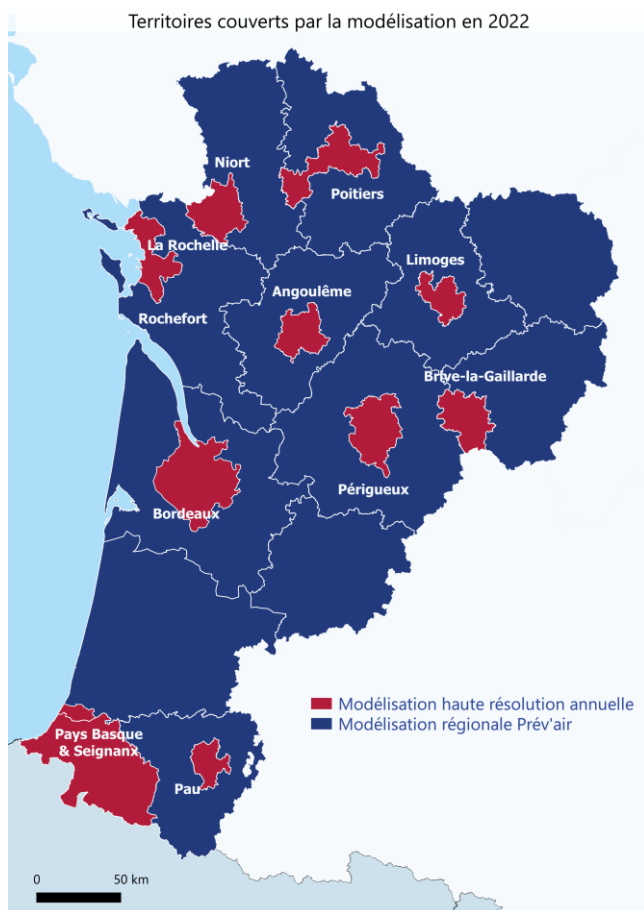 Territoires couverts par la modélisation en 2022
Niort
Poitiers
La Rochelle
Limoges
Angoulême
Rochefort
Brive-la-Gaillarde
Périgueux
Bordeaux
Modélisation haute résolution annuelle
Modélisation régionale Prév'air
Pays Basque
& Seignanx
Pau
0 50 km